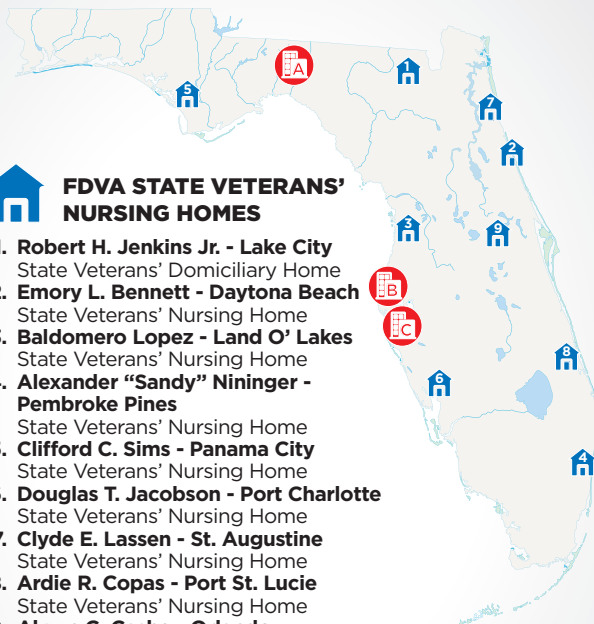 A
1
5
7
2
3
9
B
C
8
6
4
FDVA STATE VETERANS’
NURSING HOMES
Robert H. Jenkins Jr. - Lake City
State Veterans’ Domiciliary Home
Emory L. Bennett - Daytona Beach
State Veterans’ Nursing Home
Baldomero Lopez - Land O’ Lakes
State Veterans’ Nursing Home
Alexander “Sandy” Nininger -
Pembroke Pines
State Veterans’ Nursing Home
Clifford C. Sims - Panama City
State Veterans’ Nursing Home
Douglas T. Jacobson - Port Charlotte
State Veterans’ Nursing Home
7. Clyde E. Lassen - St. Augustine
State Veterans’ Nursing Home
Ardie R. Copas - Port St. Lucie
State Veterans’ Nursing Home